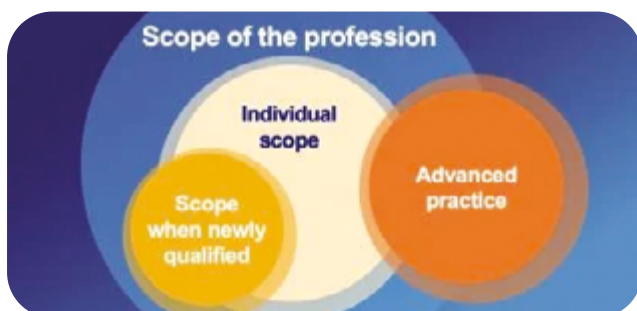 Scope of the profession
Individual
scope
Advanced
practice
Scope
when newly
qualified